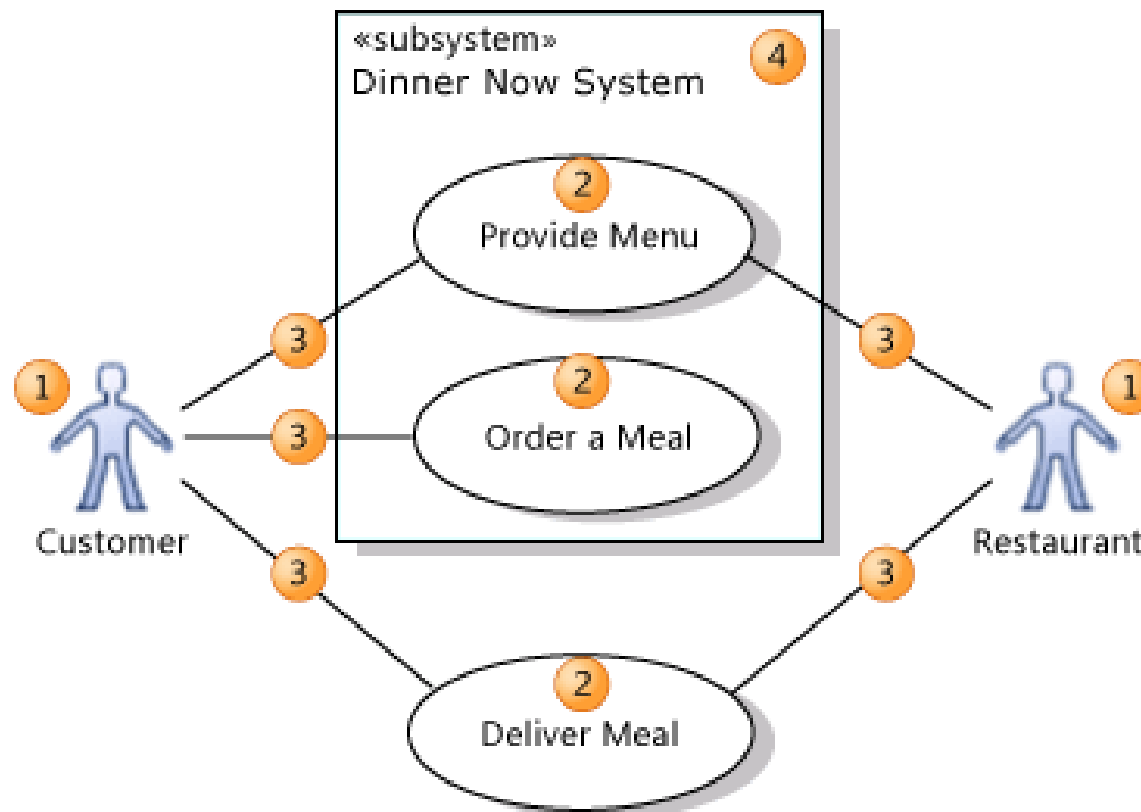 «subsystem»
Dinner Now System
4
2
Provide Menu
3
3
1
1
2
Order a Meal
3
Customer
Restaurant
3
3
2
Deliver Meal